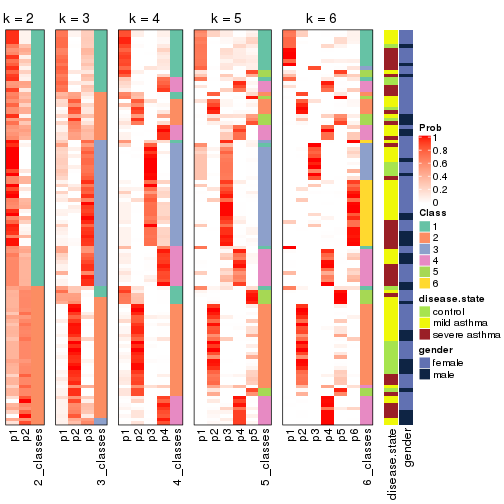 k = 2 k = 3 k = 4 k = 5 k = 6
Prob
1
0.8
0.6
0.4
0.2
0
Class
1
2
3
4
5
6
disease.state
control
mild asthma
severe asthma
gender
female
male
p1 p2 2_classes p1 p2 p3 3_classes p1 p2 p3 p4 4_classes p1 p2 p3 p4 p5 5_classes p1 p2 p3 p4 p5 p6 6_classes disease.state gender